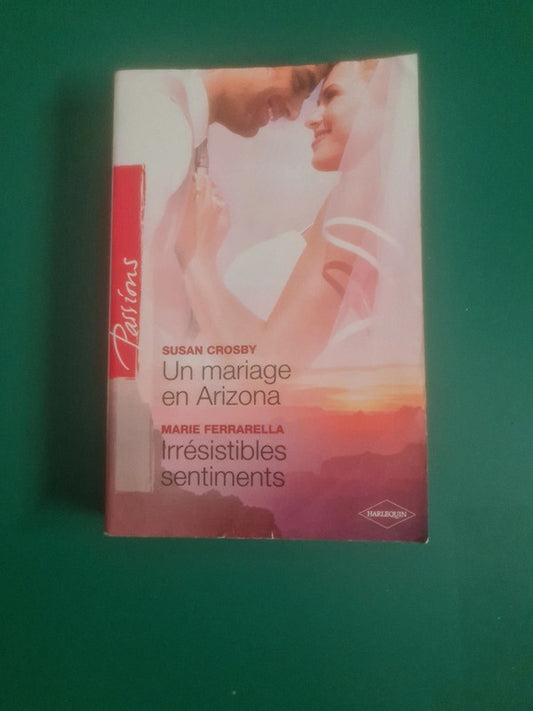 Passions
SUSAN CROSBY
Un mariage
en Arizona
MARIE FERRARELLA
Irrésistibles
sentiments
HARLEQUIN